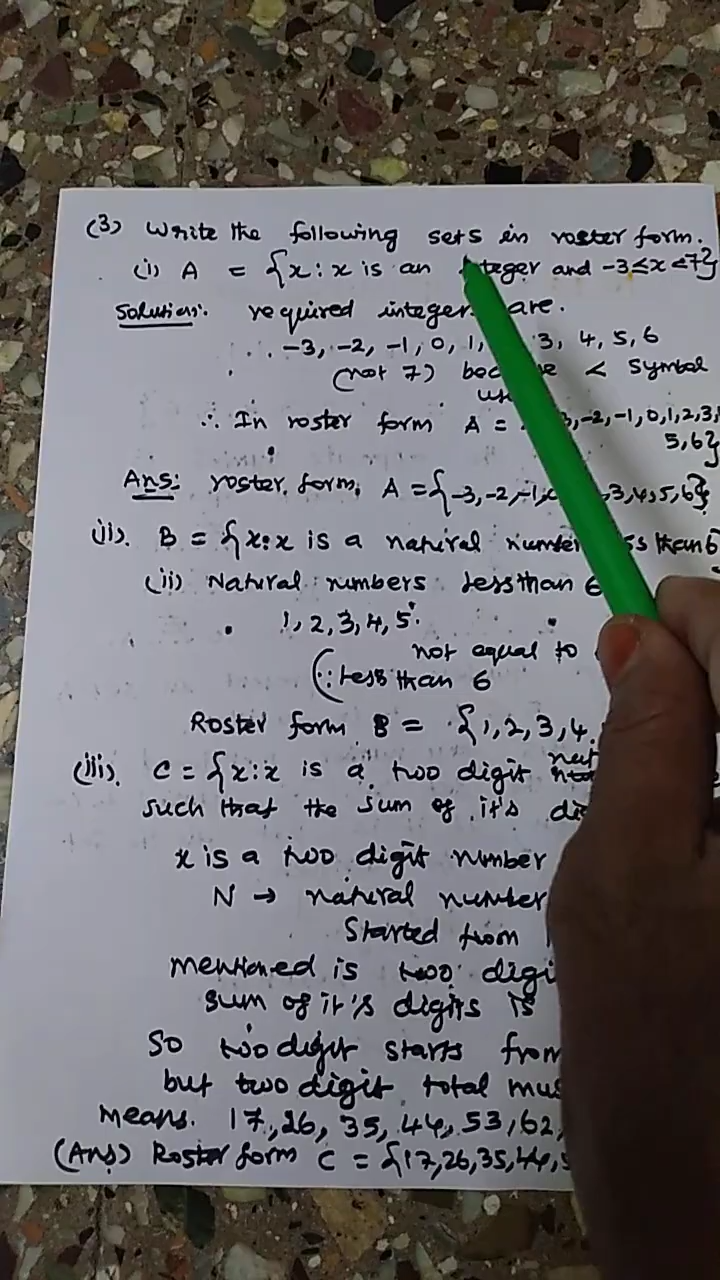 (3) Write the following sets in roster form.
(i) A = {x : x is an integer and -3≤x<7}
Solution: required integers are.
-3, -2, -1, 0, 1, 3, 4, 5, 6
(not 7) < symbol
∴ In roster form A = 3, -2, -1, 0, 1, 2, 3,
5, 6}
Ans: roster form, A = {-3, -2, -1, 3, 4, 5, 6}
(ii). B = {x : x is a natural number less than 6
(ii) Natural numbers less than 6
1, 2, 3, 4, 5.
not equal to
(∵ less than 6
Roster form B = {1, 2, 3, 4
(iii). C = {x : x is a two digit
such that the sum of it's
x is a two digit number
N → natural number
Started from
mentioned is two
sum of it's digits is
So two digit starts from
but two digit total
means. 17, 26, 35, 44, 53, 62,
(Ans) Roster form C = {17, 26, 35, 44,